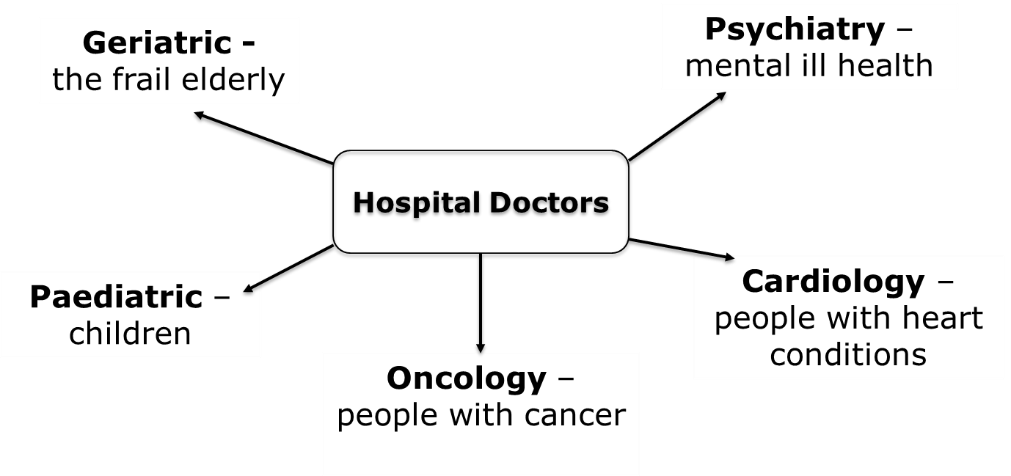 Geriatric -
the frail elderly
Psychiatry –
mental ill health
Hospital Doctors
Paediatric –
children
Oncology –
people with cancer
Cardiology –
people with heart
conditions